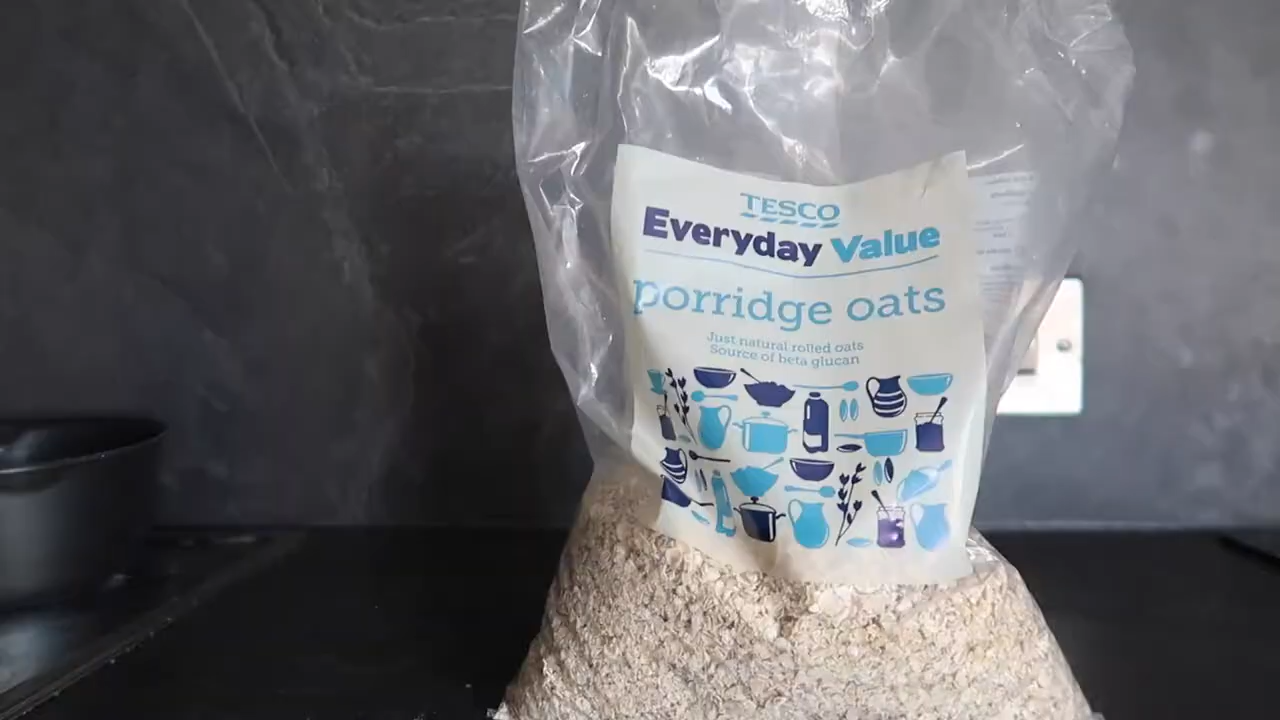 TESCO
Everyday Value
porridge oats
Just natural rolled oats
Source of beta glucan